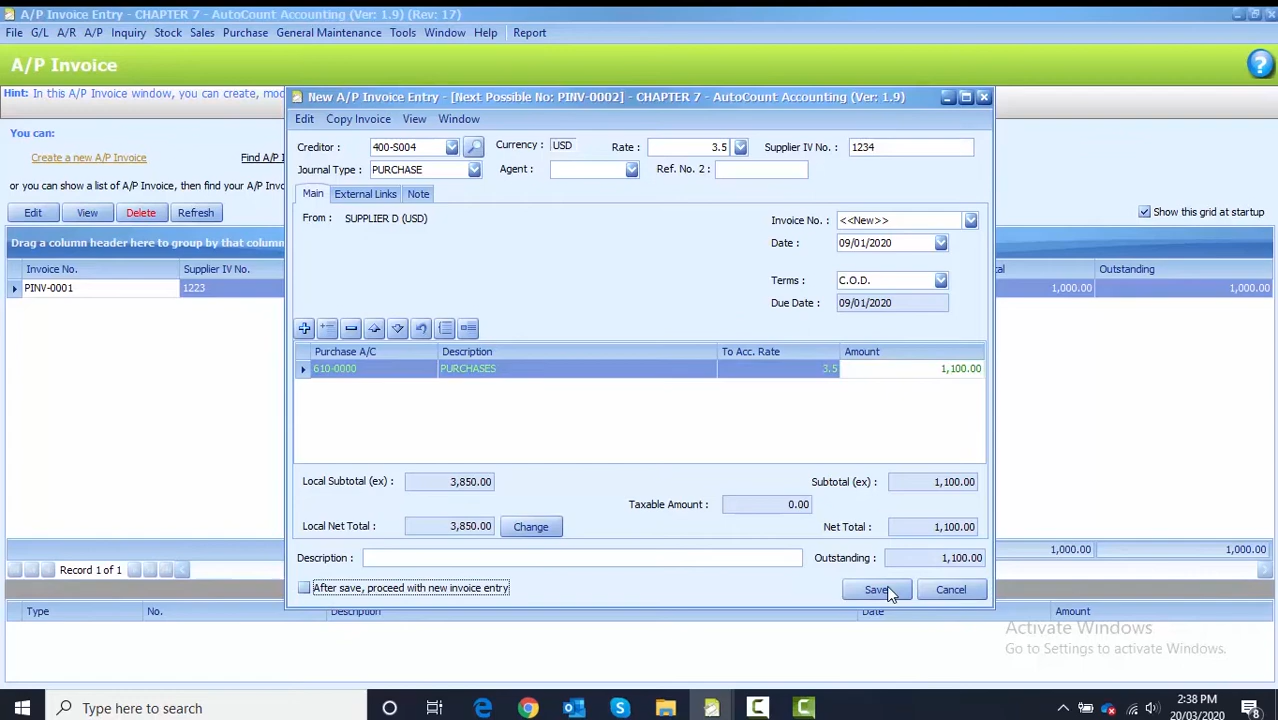 A/P Invoice Entry - CHAPTER 7 - AutoCount Accounting (Ver: 1.9) (Rev: 17)
File G/L A/R A/P Inquiry Stock Sales Purchase General Maintenance Tools Window Help Report
A/P Invoice
Hint: In this A/P Invoice window, you can create, mod
You can:
Create a new A/P Invoice Find A/P I
or you can show a list of A/P Invoice, then find your A/P Inv
Edit View Delete Refresh
Show this grid at startup
Drag a column header here to group by that column
Invoice No. Supplier IV No. Outstanding
PINV-0001 1223 1,000.00 1,000.00
1,000.00 1,000.00
Record 1 of 1
Type No. Description Date Amount
New A/P Invoice Entry - [Next Possible No: PINV-0002] - CHAPTER 7 - AutoCount Accounting (Ver: 1.9)
Edit Copy Invoice View Window
Creditor : 400-S004 Currency : USD Rate : 3.5 Supplier IV No. : 1234
Journal Type : PURCHASE Agent : Ref. No. 2 :
Main External Links Note
From : SUPPLIER D (USD) Invoice No. : <<New>>
Date : 09/01/2020
Terms : C.O.D.
Due Date : 09/01/2020
Purchase A/C Description To Acc. Rate Amount
610-0000 PURCHASES 3.5 1,100.00
Local Subtotal (ex) : 3,850.00 Subtotal (ex) : 1,100.00
Taxable Amount : 0.00
Local Net Total : 3,850.00 Change Net Total : 1,100.00
Description : Outstanding : 1,100.00
After save, proceed with new invoice entry Save Cancel
Activate Windows
Go to Settings to activate Windows.
Type here to search
2:38 PM
20/03/2020
8